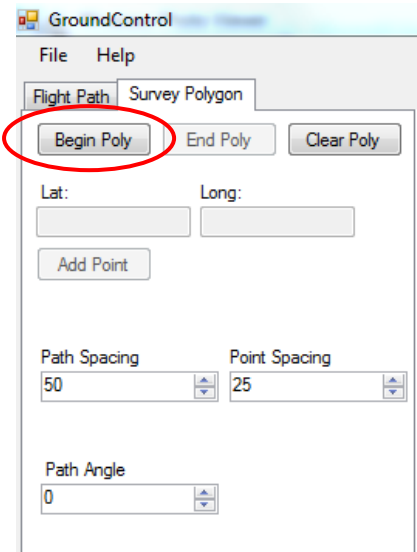 GroundControl
File Help
Flight Path Survey Polygon
Begin Poly End Poly Clear Poly
Lat: Long:
Add Point
Path Spacing Point Spacing
50 25
Path Angle
0